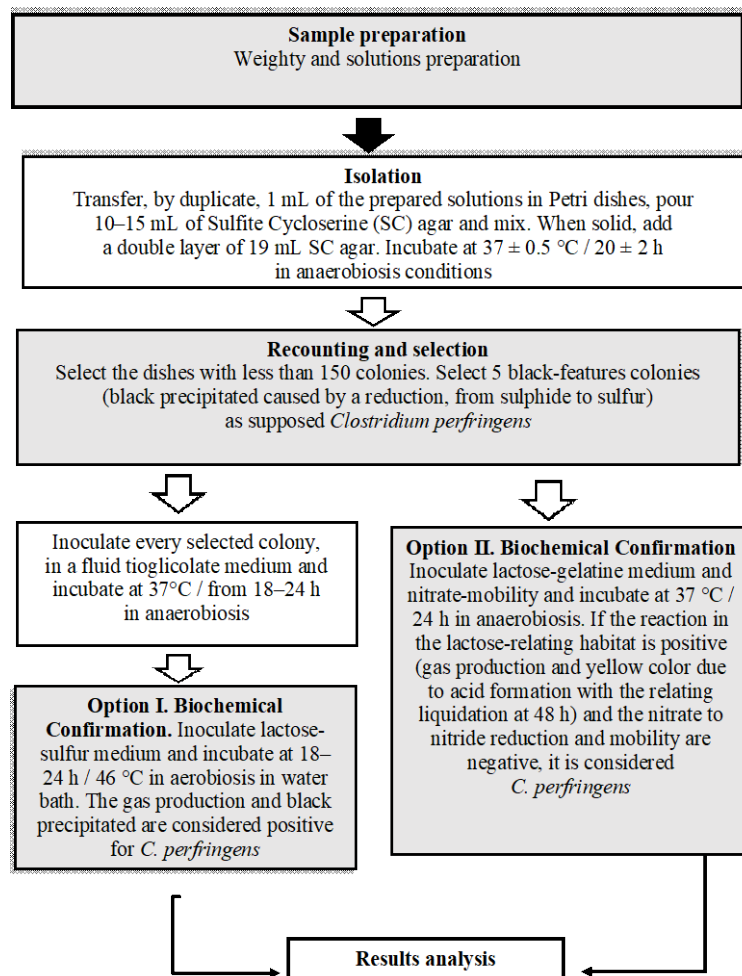 Sample preparation
Weighty and solutions preparation
Isolation
Transfer, by duplicate, 1 mL of the prepared solutions in Petri dishes, pour
10–15 mL of Sulfite Cycloserine (SC) agar and mix. When solid, add
a double layer of 19 mL SC agar. Incubate at 37 ± 0.5 °C / 20 ± 2 h
in anaerobiosis conditions
Recounting and selection
Select the dishes with less than 150 colonies. Select 5 black-features colonies
(black precipitated caused by a reduction, from sulphide to sulfur)
as supposed Clostridium perfringens
Inoculate every selected colony,
in a fluid tioglicolate medium and
incubate at 37°C / from 18–24 h
in anaerobiosis
Option I. Biochemical
Confirmation. Inoculate lactose-
sulfur medium and incubate at 18–
24 h / 46 °C in aerobiosis in water
bath. The gas production and black
precipitated are considered positive
for C. perfringens
Option II. Biochemical Confirmation
Inoculate lactose-gelatine medium and
nitrate-mobility and incubate at 37 °C /
24 h in anaerobiosis. If the reaction in
the lactose-relating habitat is positive
(gas production and yellow color due
to acid formation with the relating
liquidation at 48 h) and the nitrate to
nitride reduction and mobility are
negative, it is considered
C. perfringens
Results analysis